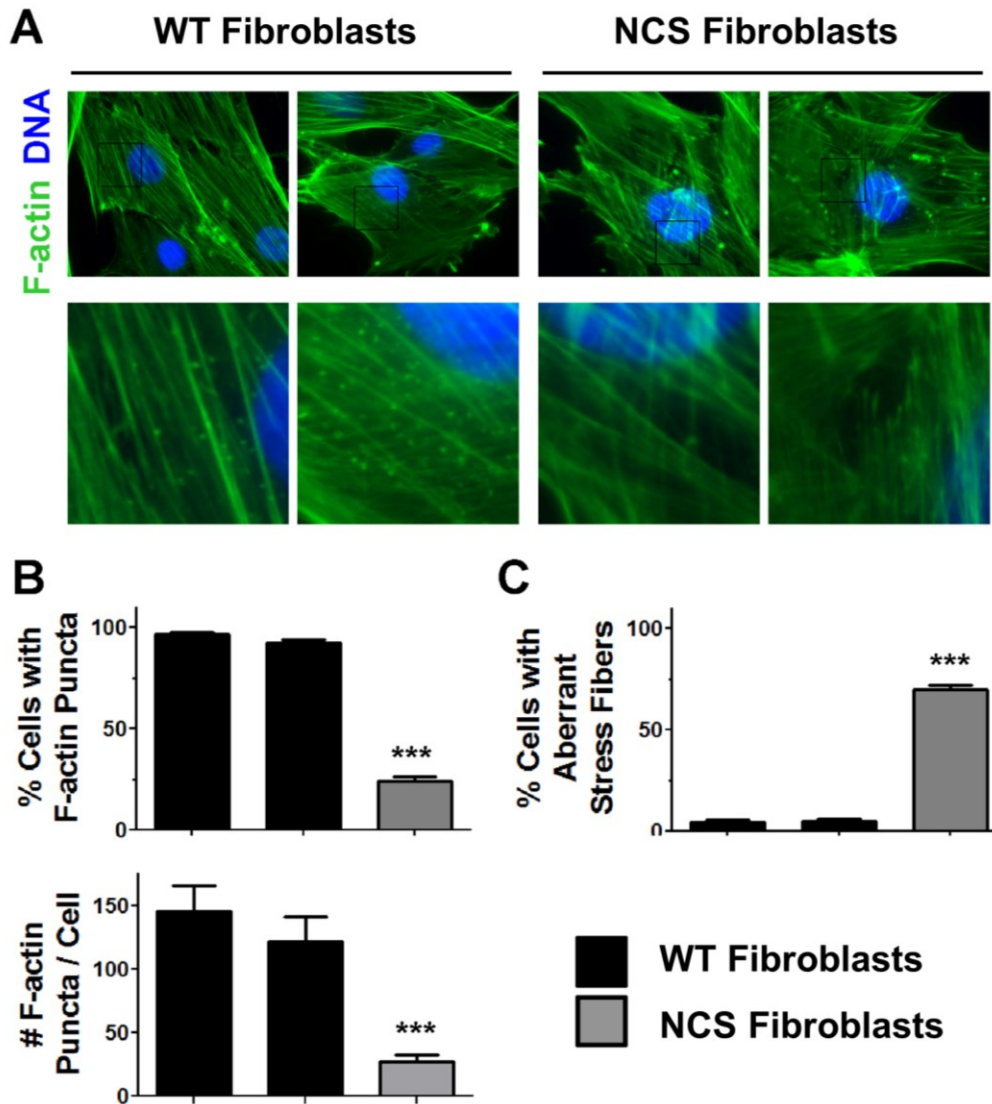 A
WT Fibroblasts
NCS Fibroblasts
F-actin DNA
B
% Cells with
F-actin Puncta
100
50
0
***
C
% Cells with
Aberrant
Stress Fibers
100
50
0
***
# F-actin
Puncta / Cell
150
100
50
0
***
WT Fibroblasts
NCS Fibroblasts